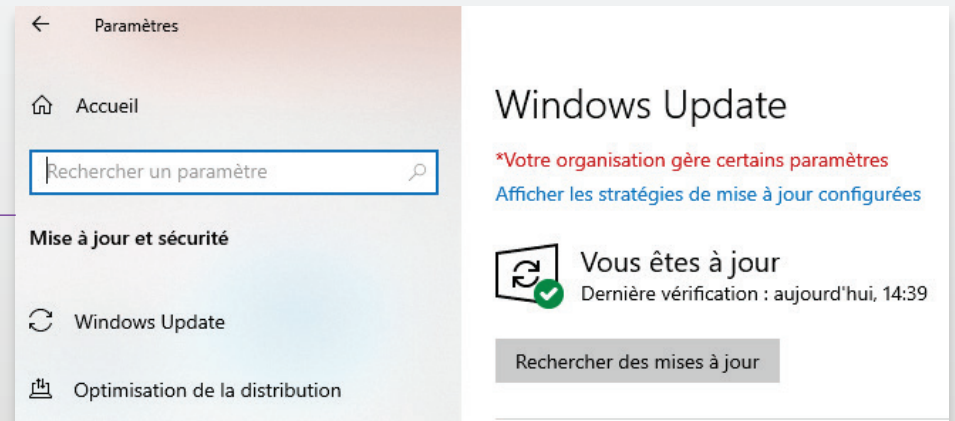 Paramètres
Accueil
Rechercher un paramètre
Mise à jour et sécurité
Windows Update
Optimisation de la distribution
Windows Update
*Votre organisation gère certains paramètres
Afficher les stratégies de mise à jour configurées
Vous êtes à jour
Dernière vérification : aujourd'hui, 14:39
Rechercher des mises à jour